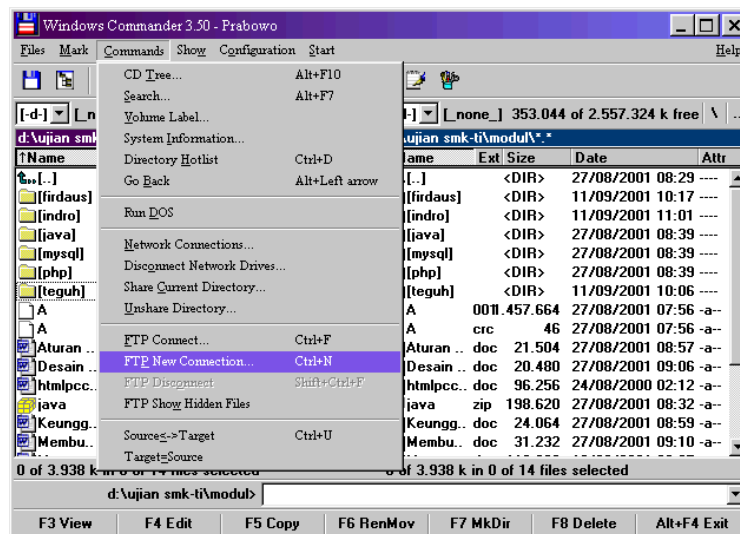 Windows Commander 3.50 - Prabowo
Files Mark Commands Show Configuration Start Help
CD Tree... Alt+F10
Search... Alt+F7
Volume Label...
System Information...
Directory Hotlist Ctrl+D
Go Back Alt+Left arrow
Run DOS
Network Connections...
Disconnect Network Drives...
Share Current Directory...
Unshare Directory...
FTP Connect... Ctrl+F
FTP New Connection... Ctrl+N
FTP Disconnect Shift+Ctrl+F
FTP Show Hidden Files
Source<->Target Ctrl+U
Target=Source
[-d-]
d:\ujian smk
↑Name
[..]
[firdaus]
[indro]
[java]
[mysql]
[php]
[teguh]
A
A
Aturan ..
Desain ..
htmlpcc..
java
Keungg..
Membu..
[_none_] 353.044 of 2.557.324 k free \ ..
ujian smk-ti\modul\*.*
Ext Size Date Attr
[..] <DIR> 27/08/2001 08:29 ----
[firdaus] <DIR> 11/09/2001 10:17 ----
[indro] <DIR> 11/09/2001 11:01 ----
[java] <DIR> 27/08/2001 08:39 ----
[mysql] <DIR> 27/08/2001 08:39 ----
[php] <DIR> 27/08/2001 08:39 ----
[teguh] <DIR> 11/09/2001 10:06 ----
A 001 1.457.664 27/08/2001 07:56 -a--
A crc 46 27/08/2001 07:56 -a--
Aturan .. doc 21.504 27/08/2001 08:57 -a--
Desain .. doc 20.480 27/08/2001 09:06 -a--
htmlpcc.. doc 96.256 24/08/2000 02:12 -a--
java zip 198.620 27/08/2001 08:32 -a--
Keungg.. doc 24.064 27/08/2001 08:59 -a--
Membu.. doc 31.232 27/08/2001 09:10 -a--
0 of 3.938 k in 0 of 14 files selected
0 of 3.938 k in 0 of 14 files selected
d:\ujian smk-ti\modul>
F3 View F4 Edit F5 Copy F6 RenMov F7 MkDir F8 Delete Alt+F4 Exit